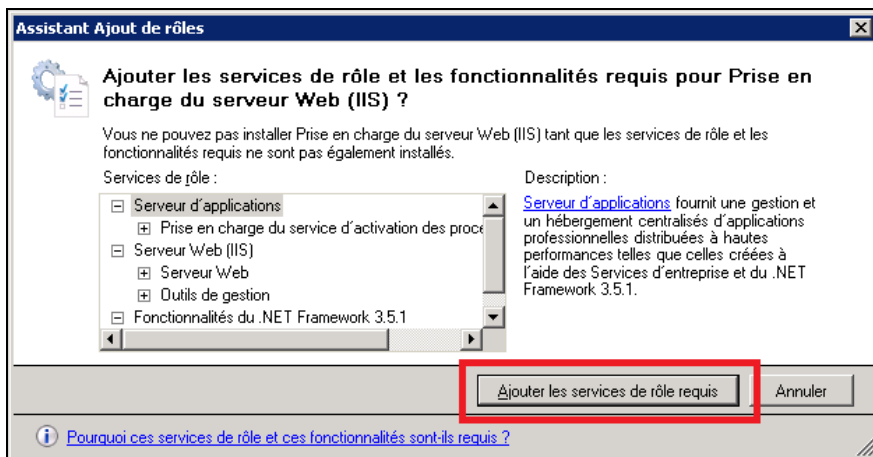 Assistant Ajout de rôles
Ajouter les services de rôle et les fonctionnalités requis pour Prise en
charge du serveur Web (IIS) ?
Vous ne pouvez pas installer Prise en charge du serveur Web (IIS) tant que les services de rôle et les
fonctionnalités requis ne sont pas également installés.
Services de rôle :
Serveur d'applications
Prise en charge du service d'activation des proce
Serveur Web (IIS)
Serveur Web
Outils de gestion
Fonctionnalités du .NET Framework 3.5.1
Description :
Serveur d'applications fournit une gestion et
un hébergement centralisés d'applications
professionnelles distribuées à hautes
performances telles que celles créées à
l'aide des Services d'entreprise et du .NET
Framework 3.5.1.
Ajouter les services de rôle requis
Annuler
Pourquoi ces services de rôle et ces fonctionnalités sont-ils requis ?